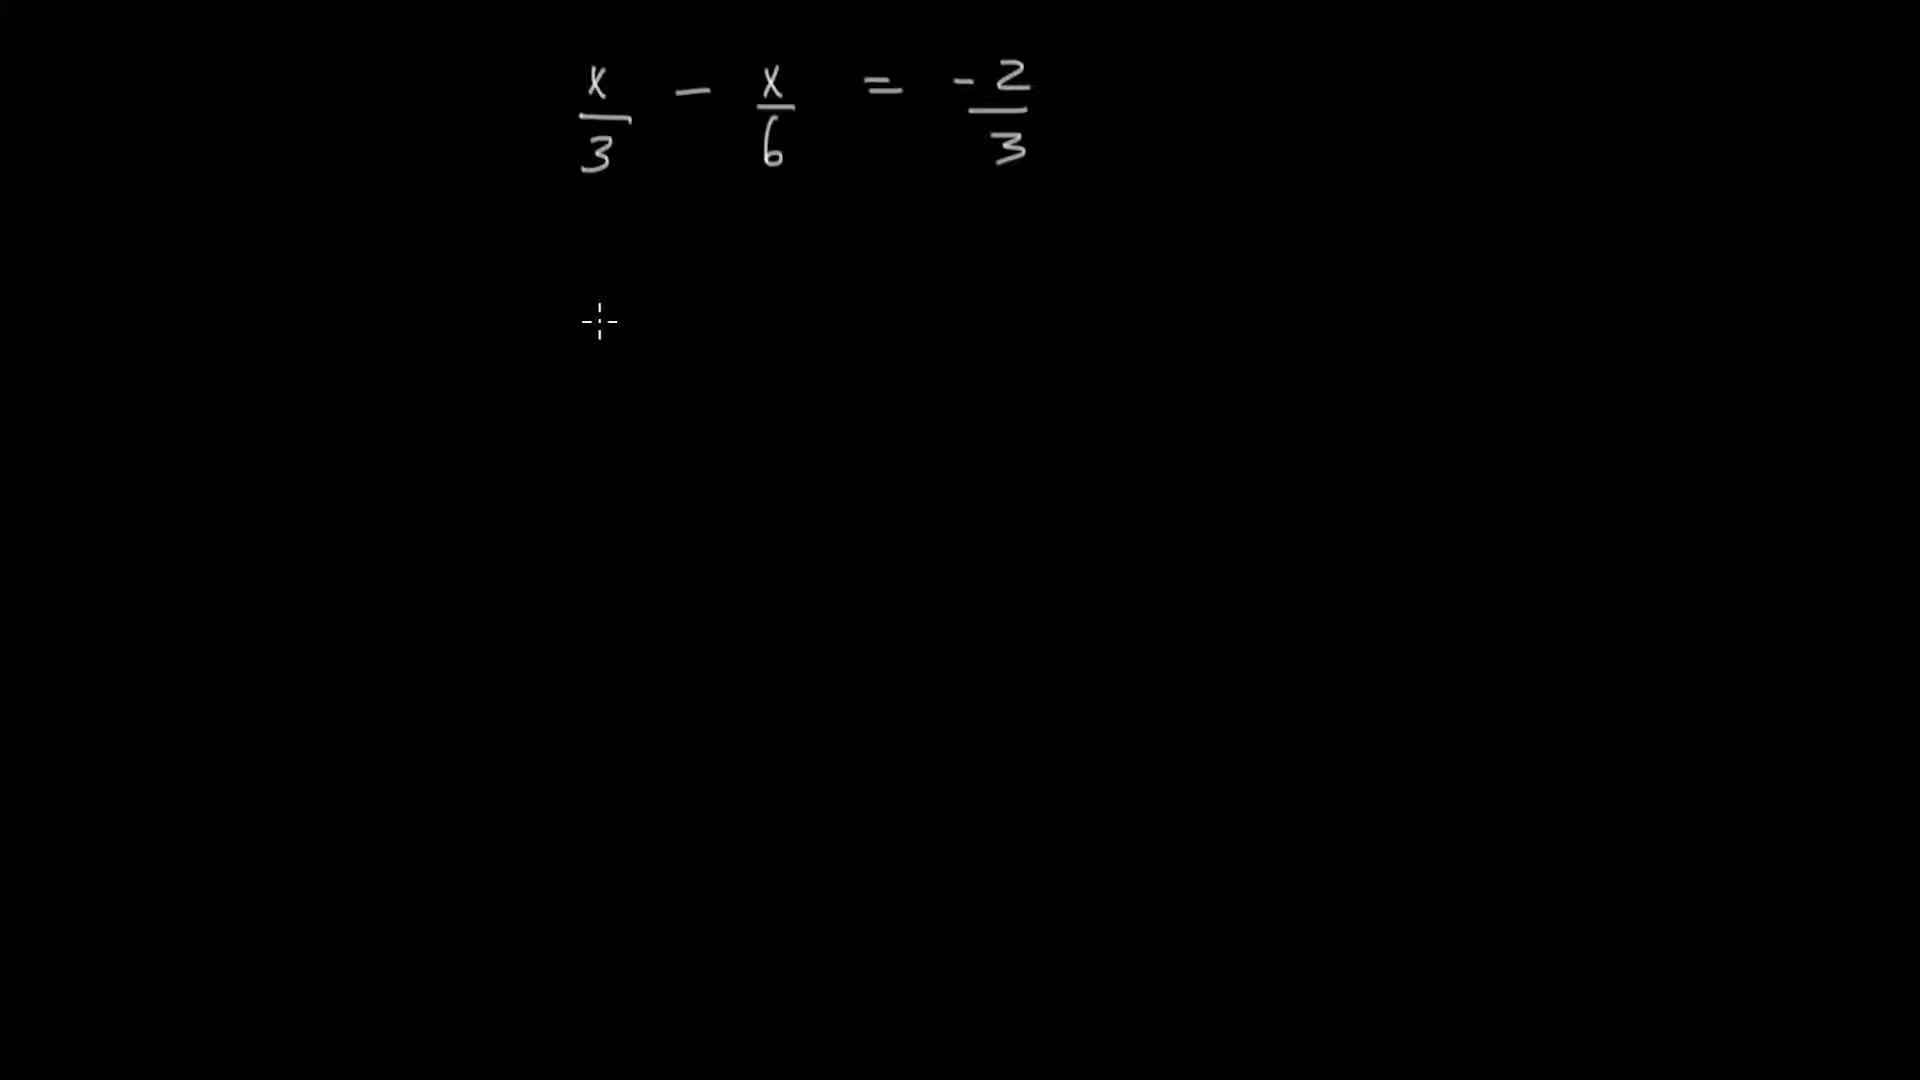 x/3 - x/6 = -2/3